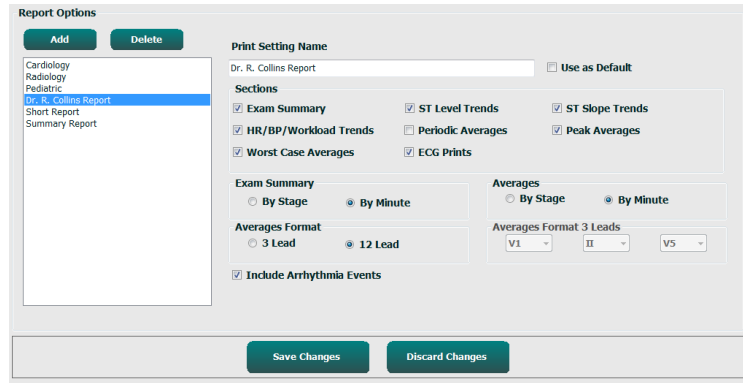 Report Options
Add Delete
Cardiology
Radiology
Pediatric
Dr. R. Collins Report
Short Report
Summary Report
Print Setting Name
Dr. R. Collins Report Use as Default
Sections
Exam Summary ST Level Trends ST Slope Trends
HR/BP/Workload Trends Periodic Averages Peak Averages
Worst Case Averages ECG Prints
Exam Summary Averages
By Stage By Minute By Stage By Minute
Averages Format Averages Format 3 Leads
3 Lead 12 Lead V1 II V5
Include Arrhythmia Events
Save Changes Discard Changes